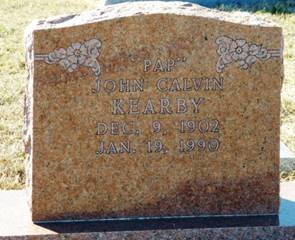 "PAP"
JOHN CALVIN
KEARBY
DEC. 9, 1902
JAN. 19, 1990